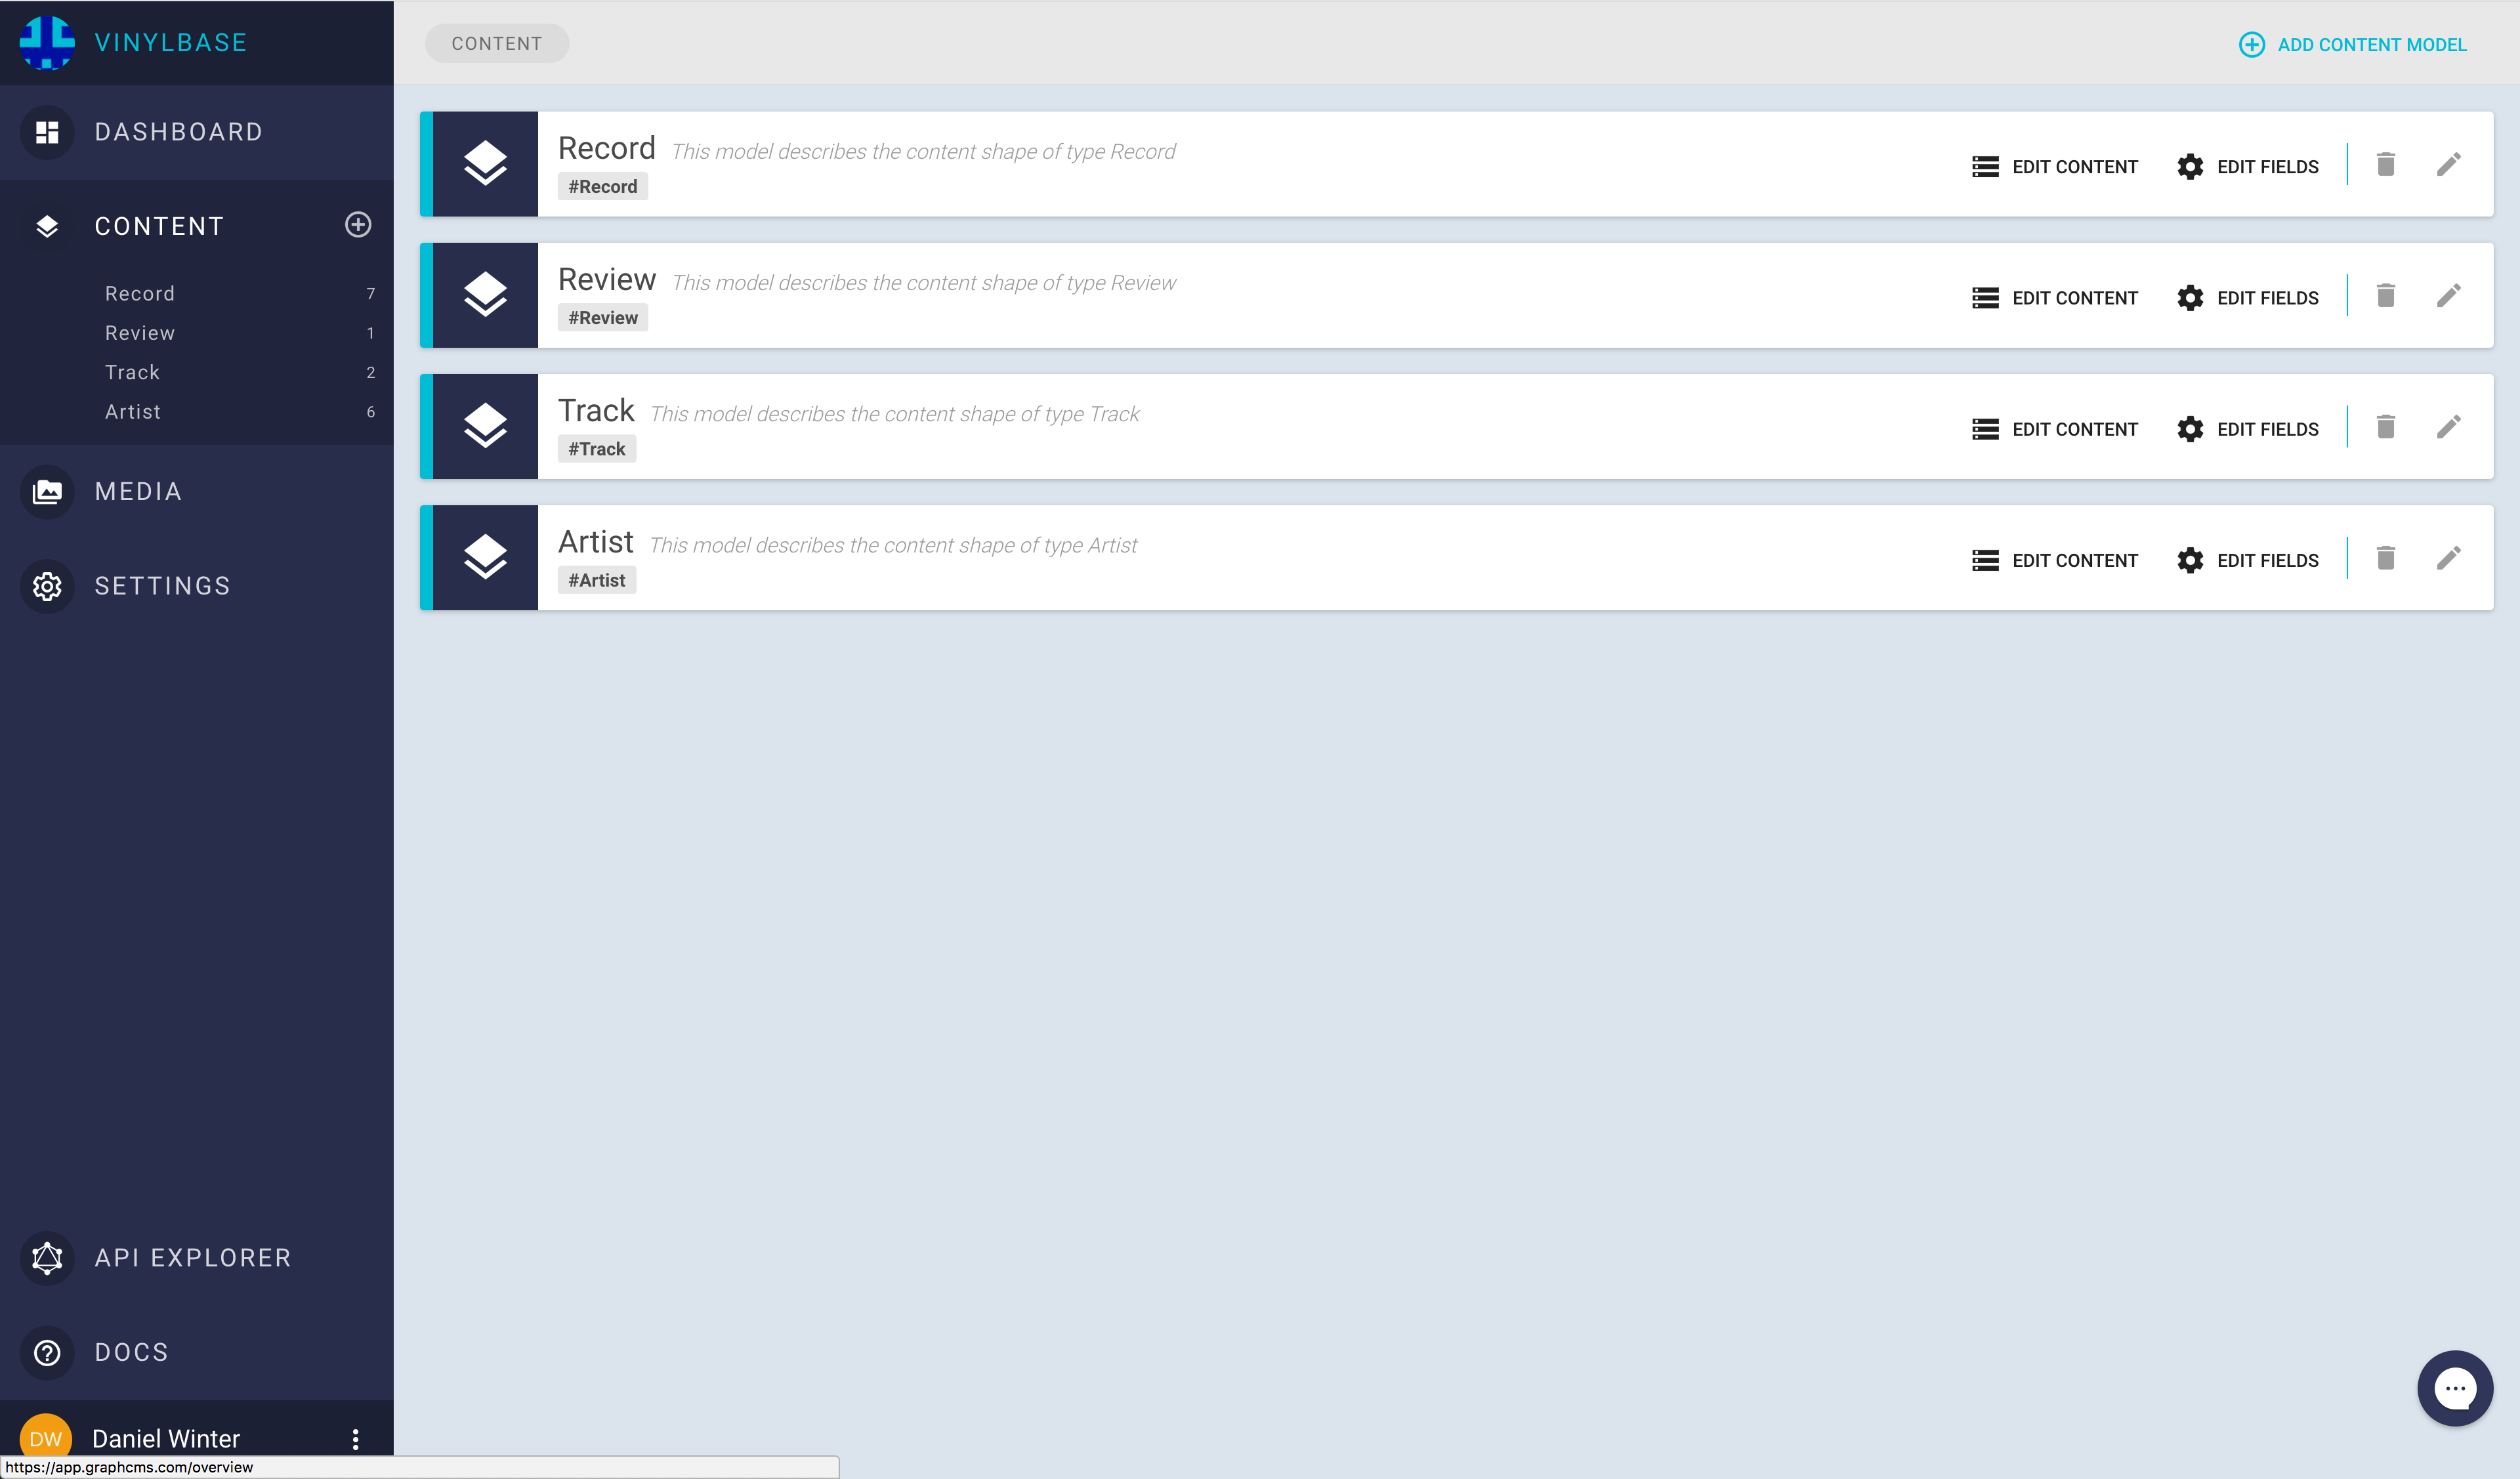 VINYLBASE
DASHBOARD
CONTENT
Record 7
Review 1
Track 2
Artist 6
MEDIA
SETTINGS
API EXPLORER
DOCS
DW Daniel Winter
https://app.graphcms.com/overview
CONTENT
ADD CONTENT MODEL
Record This model describes the content shape of type Record
#Record
EDIT CONTENT EDIT FIELDS
Review This model describes the content shape of type Review
#Review
EDIT CONTENT EDIT FIELDS
Track This model describes the content shape of type Track
#Track
EDIT CONTENT EDIT FIELDS
Artist This model describes the content shape of type Artist
#Artist
EDIT CONTENT EDIT FIELDS